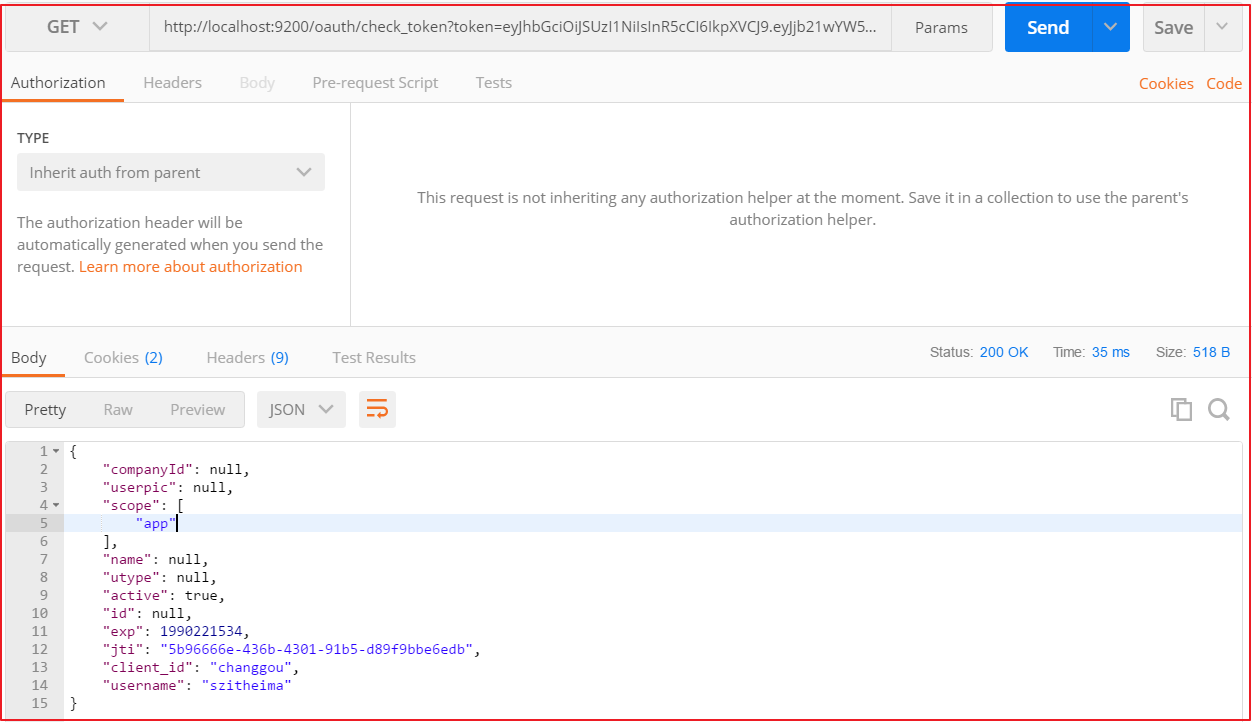 GET http://localhost:9200/oauth/check_token?token=eyJhbGciOiJSUzI1NiIsInR5cCI6IkpXVCJ9.eyJjb21wYW5... Params Send Save
Authorization Headers Body Pre-request Script Tests Cookies Code
TYPE
Inherit auth from parent
The authorization header will be
automatically generated when you send the
request. Learn more about authorization
This request is not inheriting any authorization helper at the moment. Save it in a collection to use the parent's
authorization helper.
Body Cookies (2) Headers (9) Test Results Status: 200 OK Time: 35 ms Size: 518 B
Pretty Raw Preview JSON
1 {
2 "companyId": null,
3 "userpic": null,
4 "scope": [
5 "app"
6 ],
7 "name": null,
8 "utype": null,
9 "active": true,
10 "id": null,
11 "exp": 1990221534,
12 "jti": "5b96666e-436b-4301-91b5-d89f9bbe6edb",
13 "client_id": "changgou",
14 "username": "szitheima"
15 }